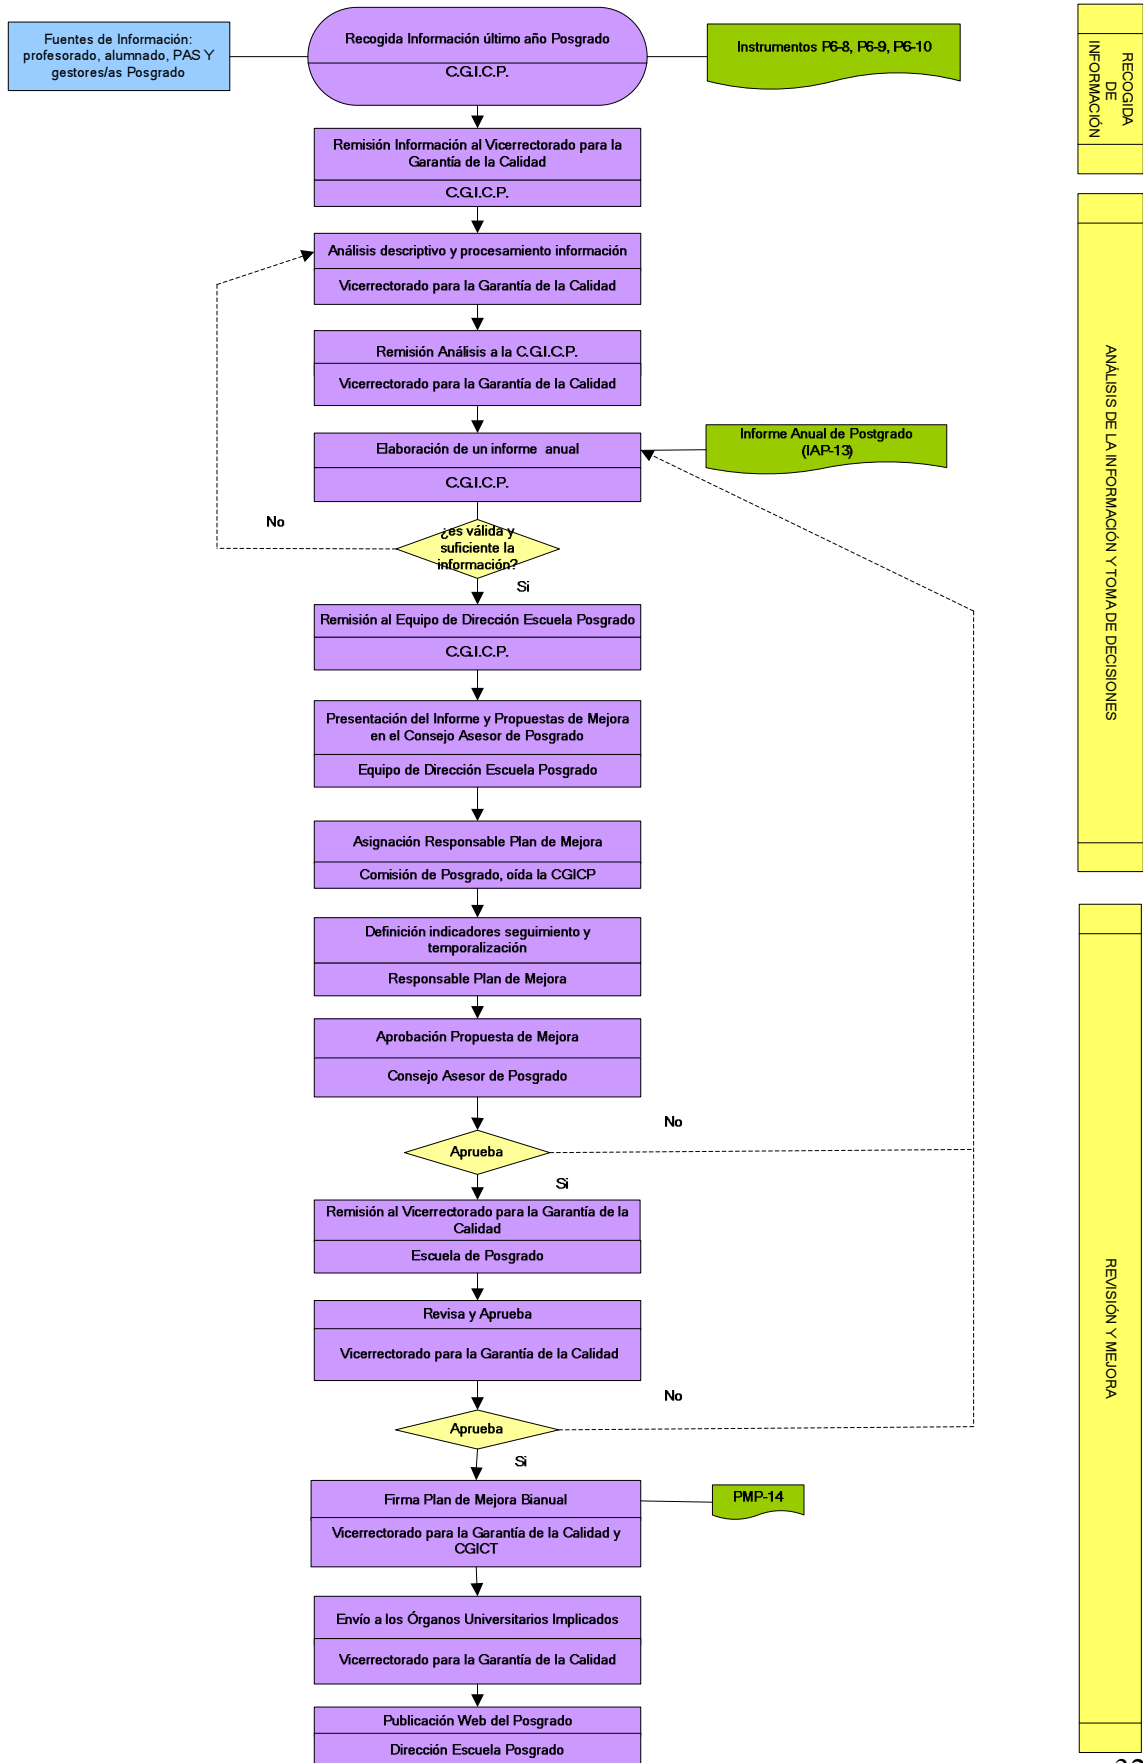 Fuentes de Información:
profesorado, alumnado, PAS Y
gestores/as Posgrado
Recogida Información último año Posgrado
C.G.I.C.P.
Instrumentos P6-8, P6-9, P6-10
RECOGIDA
DE
INFORMACIÓN
Remisión Información al Vicerrectorado para la
Garantía de la Calidad
C.G.I.C.P.
Análisis descriptivo y procesamiento información
Vicerrectorado para la Garantía de la Calidad
Remisión Análisis a la C.G.I.C.P.
Vicerrectorado para la Garantía de la Calidad
ANÁLISIS DE LA INFORMACIÓN Y TOMA DE DECISIONES
Elaboración de un informe anual
C.G.I.C.P.
Informe Anual de Postgrado
(IAP-13)
No
¿es válida y
suficiente la
información?
Si
Remisión al Equipo de Dirección Escuela Posgrado
C.G.I.C.P.
Presentación del Informe y Propuestas de Mejora
en el Consejo Asesor de Posgrado
Equipo de Dirección Escuela Posgrado
Asignación Responsable Plan de Mejora
Comisión de Posgrado, oída la CGICP
Definición indicadores seguimiento y
temporalización
Responsable Plan de Mejora
Aprobación Propuesta de Mejora
Consejo Asesor de Posgrado
No
Aprueba
Si
Remisión al Vicerrectorado para la Garantía de la
Calidad
Escuela de Posgrado
REVISIÓN Y MEJORA
Revisa y Aprueba
Vicerrectorado para la Garantía de la Calidad
No
Aprueba
Si
Firma Plan de Mejora Bianual
Vicerrectorado para la Garantía de la Calidad y
CGICT
PMP-14
Envío a los Órganos Universitarios Implicados
Vicerrectorado para la Garantía de la Calidad
Publicación Web del Posgrado
Dirección Escuela Posgrado